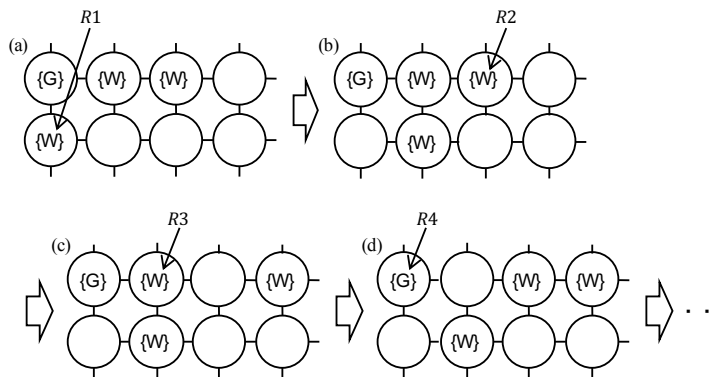 R1
R2
(a)
(b)
{G} {W} {W}
{G} {W} {W}
{W}
{W}
R3
R4
(c)
(d)
{G} {W} {W}
{G} {W} {W}
{W}
{W}
. .